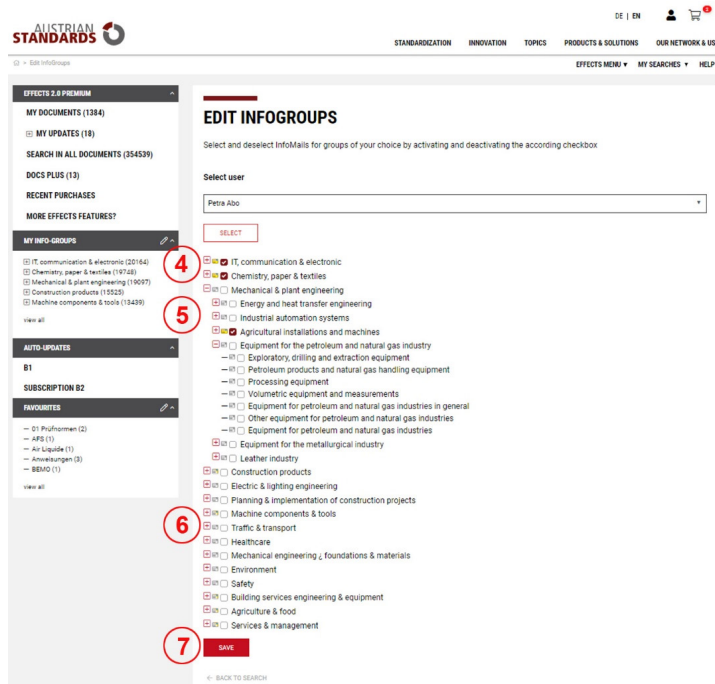 DE | EN
3
AUSTRIAN
STANDARDS
STANDARDIZATION INNOVATION TOPICS PRODUCTS & SOLUTIONS OUR NETWORK & US
» Edit InfoGroups
EFFECTS MENU ▾ MY SEARCHES ▾ HELP
EFFECTS 2.0 PREMIUM
MY DOCUMENTS (1384)
MY UPDATES (18)
SEARCH IN ALL DOCUMENTS (354539)
DOCS PLUS (13)
RECENT PURCHASES
MORE EFFECTS FEATURES?
MY INFO-GROUPS
IT, communication & electronic (20164)
Chemistry, paper & textiles (19748)
Mechanical & plant engineering (19097)
Construction products (15525)
Machine components & tools (13439)
view all
AUTO-UPDATES
B1
SUBSCRIPTION B2
FAVOURITES
— 01 Prüfnormen (2)
— AFS (1)
— Air Liquide (1)
— Anweisungen (3)
— BEMO (1)
view all
EDIT INFOGROUPS
Select and deselect InfoMails for groups of your choice by activating and deactivating the according checkbox
Select user
Petra Abo
SELECT
4
IT, communication & electronic
Chemistry, paper & textiles
Mechanical & plant engineering
5
Energy and heat transfer engineering
Industrial automation systems
Agricultural installations and machines
Equipment for the petroleum and natural gas industry
Exploratory, drilling and extraction equipment
Petroleum products and natural gas handling equipment
Processing equipment
Volumetric equipment and measurements
Equipment for petroleum and natural gas industries in general
Other equipment for petroleum and natural gas industries
Equipment for petroleum and natural gas industries
Equipment for the metallurgical industry
Leather industry
Construction products
Electric & lighting engineering
Planning & implementation of construction projects
6
Machine components & tools
Traffic & transport
Healthcare
Mechanical engineering ¿ foundations & materials
Environment
Safety
Building services engineering & equipment
Agriculture & food
Services & management
7
SAVE
← BACK TO SEARCH